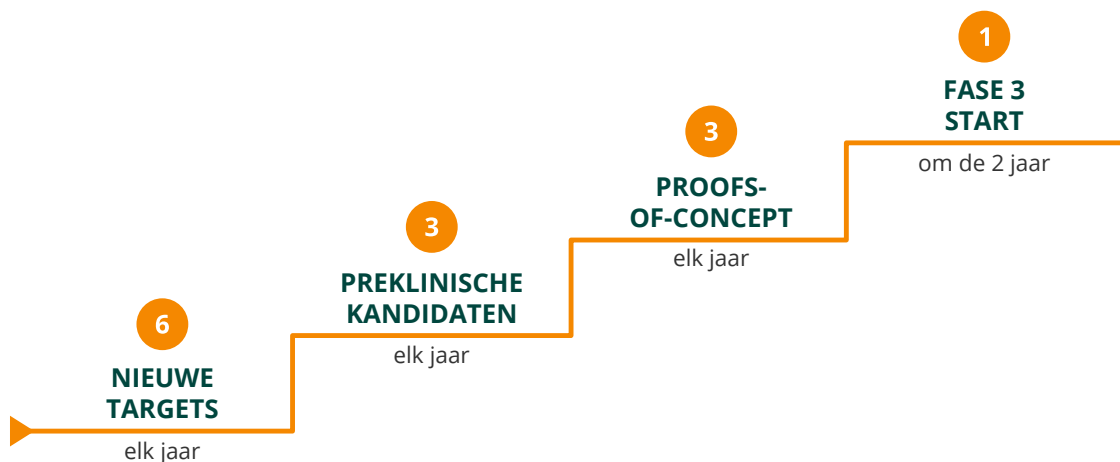 6
NIEUWE
TARGETS
elk jaar
3
PREKLINISCHE
KANDIDATEN
elk jaar
3
PROOFS-
OF-CONCEPT
elk jaar
1
FASE 3
START
om de 2 jaar